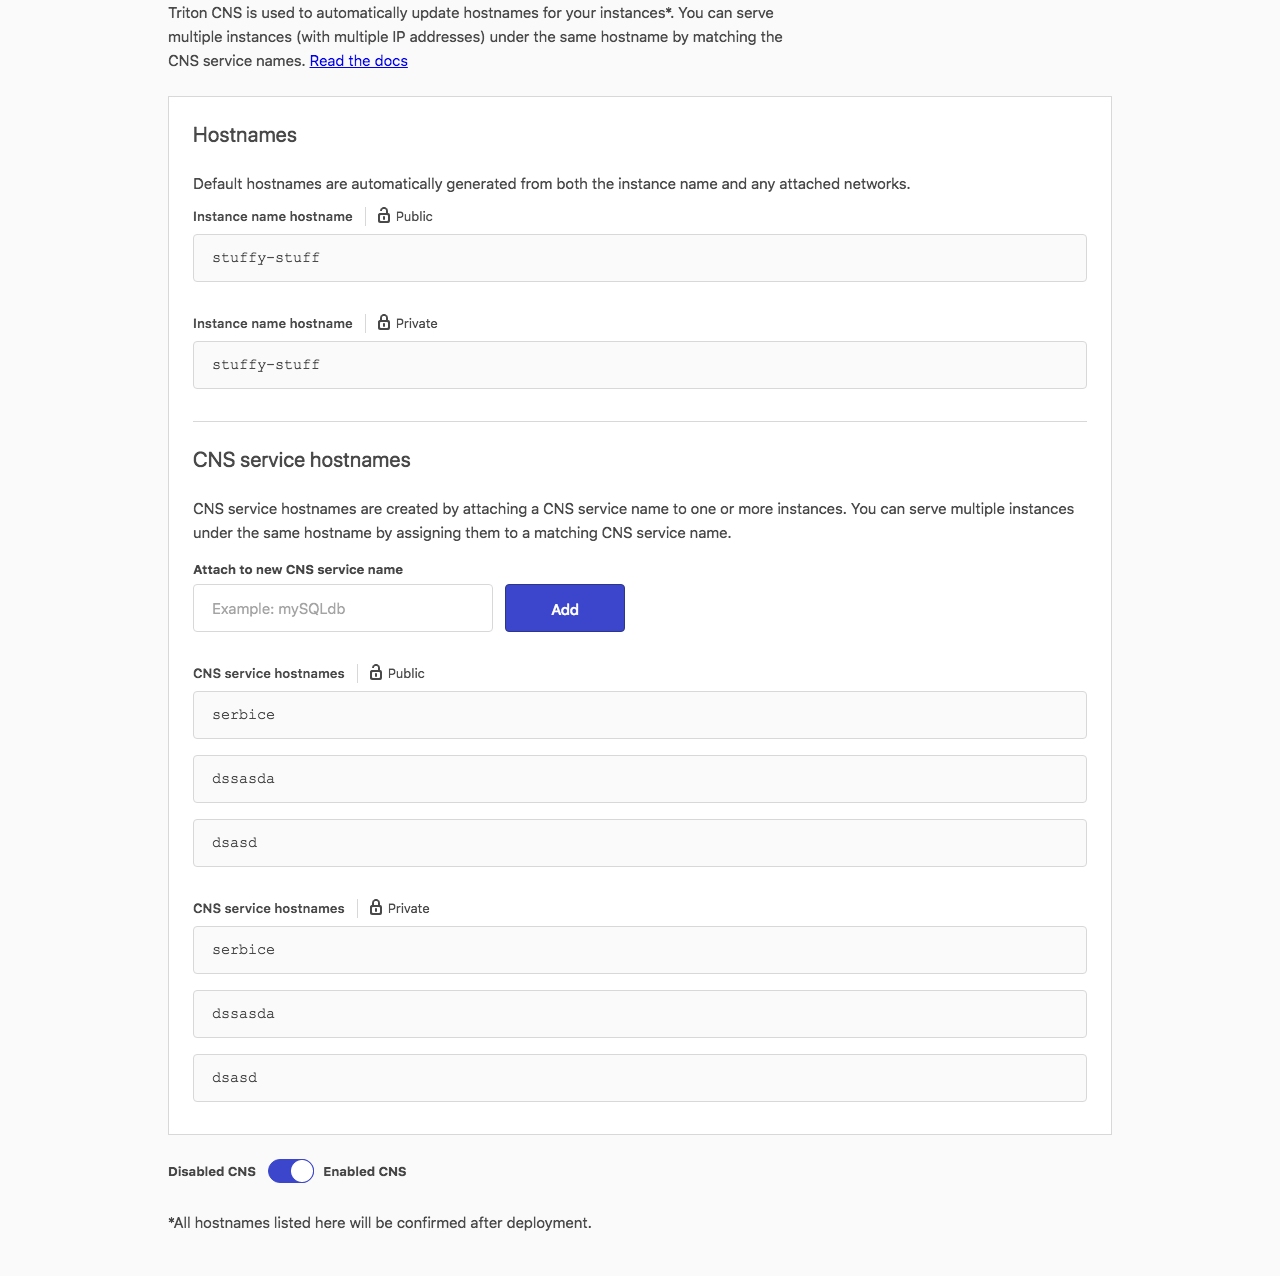 Triton CNS is used to automatically update hostnames for your instances*. You can serve
multiple instances (with multiple IP addresses) under the same hostname by matching the
CNS service names. Read the docs
Hostnames
Default hostnames are automatically generated from both the instance name and any attached networks.
Instance name hostname Public
stuffy-stuff
Instance name hostname Private
stuffy-stuff
CNS service hostnames
CNS service hostnames are created by attaching a CNS service name to one or more instances. You can serve multiple instances
under the same hostname by assigning them to a matching CNS service name.
Attach to new CNS service name
Example: mySQLdb Add
CNS service hostnames Public
serbice
dssasda
dsasd
CNS service hostnames Private
serbice
dssasda
dsasd
Disabled CNS Enabled CNS
*All hostnames listed here will be confirmed after deployment.